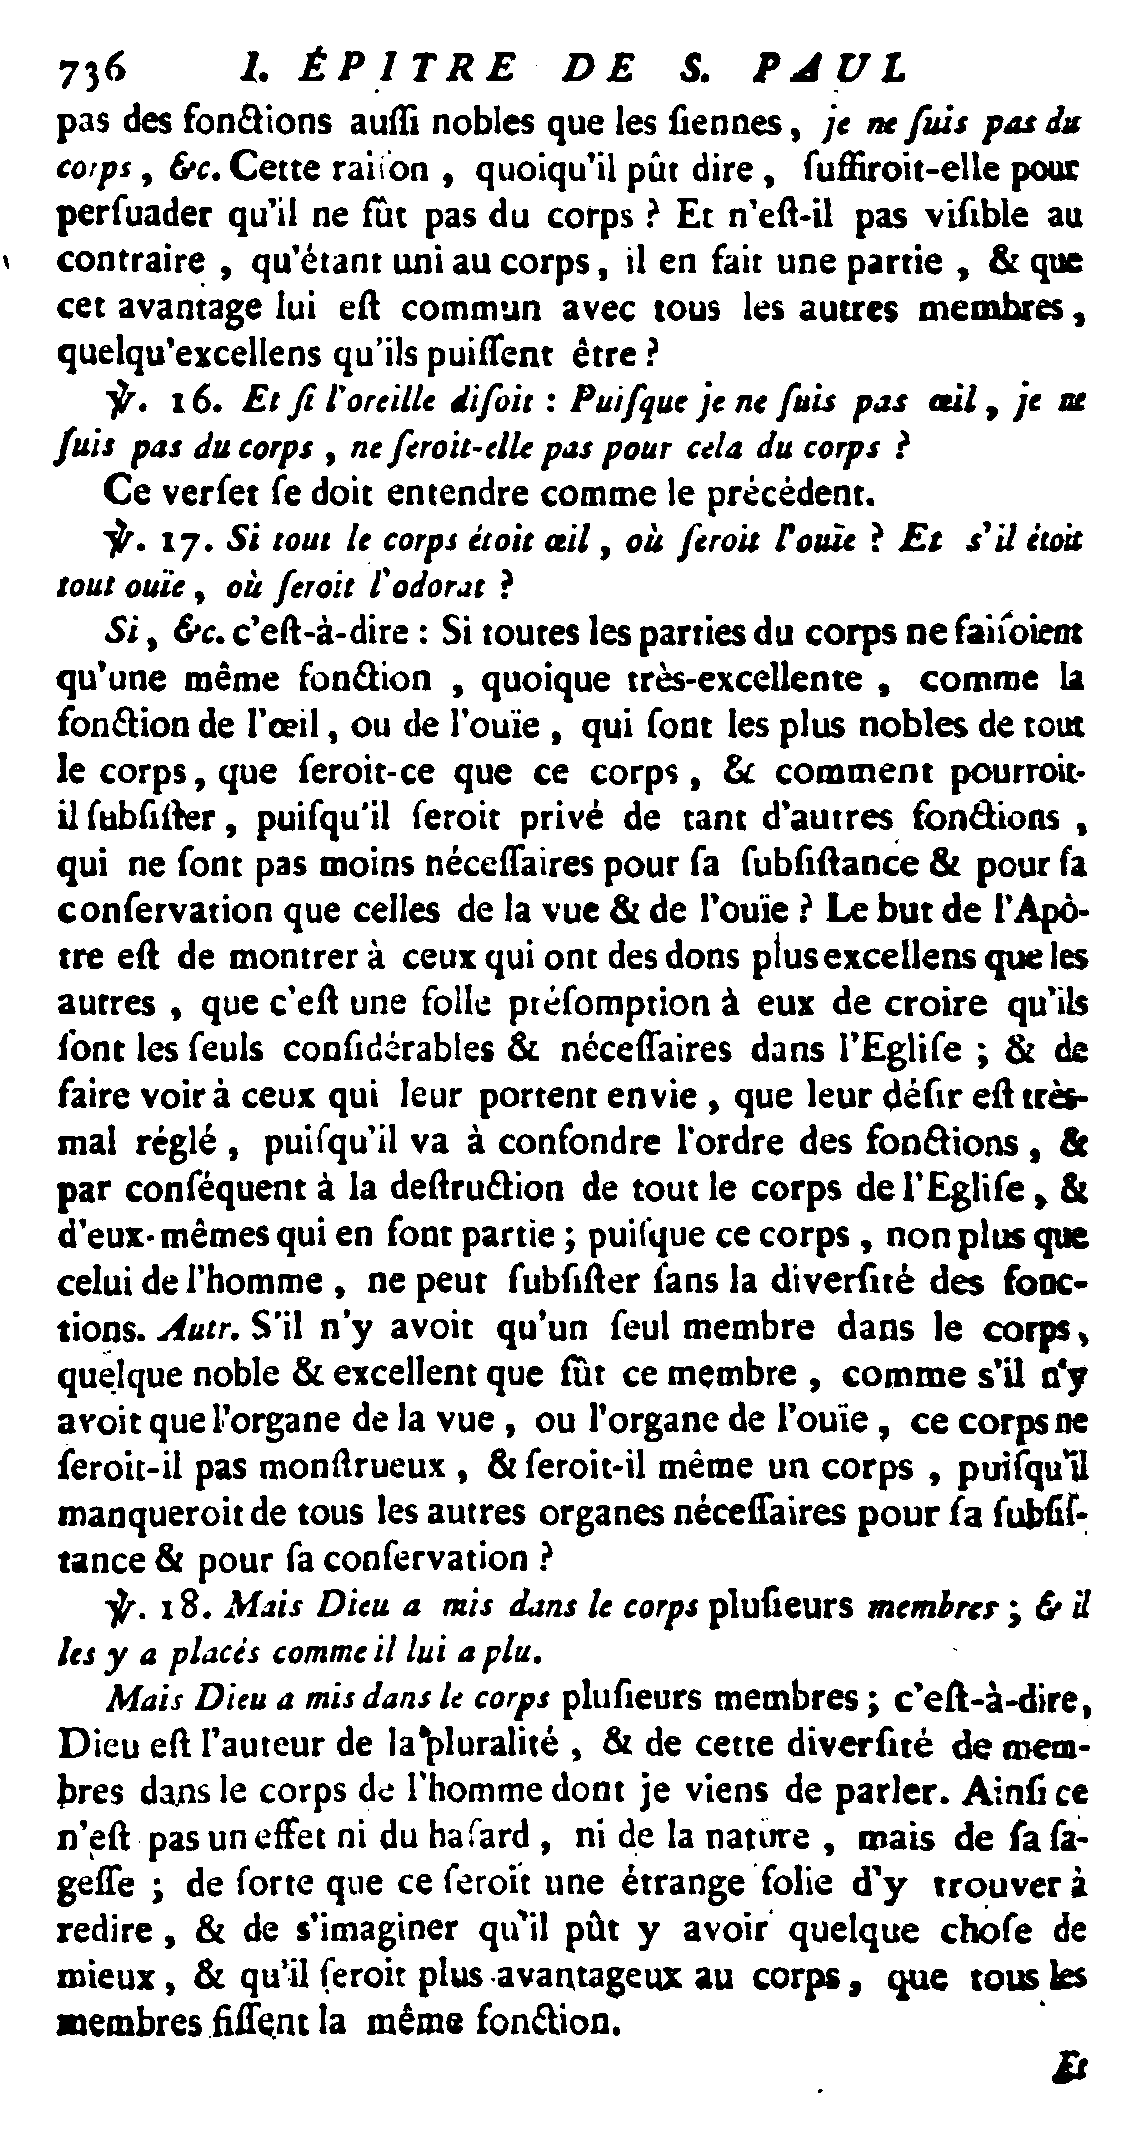 736 I. ÉPITRE DE S. PAUL
pas des fonctions auſſi nobles que les ſiennes, je ne ſuis pas du
corps, &c. Cette raiſon, quoiqu'il pût dire, ſuffiroit-elle pour
perſuader qu'il ne fût pas du corps ? Et n'eſt-il pas viſible au
contraire, qu'étant uni au corps, il en fait une partie, & que
cet avantage lui eſt commun avec tous les autres membres,
quelqu'excellens qu'ils puiſſent être ?
℣. 16. Et ſi l'oreille diſoit : Puiſque je ne ſuis pas œil, je ne
ſuis pas du corps, ne ſeroit-elle pas pour cela du corps ?
Ce verſet ſe doit entendre comme le précédent.
℣. 17. Si tout le corps étoit œil, où ſeroit l'ouïe ? Et s'il étoit
tout ouïe, où ſeroit l'odorat ?
Si, &c. c'eſt-à-dire : Si toutes les parties du corps ne faiſoient
qu'une même fonction, quoique très-excellente, comme la
fonction de l'œil, ou de l'ouïe, qui ſont les plus nobles de tout
le corps, que ſeroit-ce que ce corps, & comment pourroit-
il ſubſiſter, puiſqu'il ſeroit privé de tant d'autres fonctions,
qui ne ſont pas moins néceſſaires pour ſa ſubſiſtance & pour ſa
conſervation que celles de la vue & de l'ouïe ? Le but de l'Apô-
tre eſt de montrer à ceux qui ont des dons plus excellens que les
autres, que c'eſt une folle préſomption à eux de croire qu'ils
ſont les ſeuls conſidérables & néceſſaires dans l'Egliſe ; & de
faire voir à ceux qui leur portent envie, que leur déſir eſt très-
mal réglé, puiſqu'il va à confondre l'ordre des fonctions, &
par conſéquent à la deſtruction de tout le corps de l'Egliſe, &
d'eux-mêmes qui en font partie ; puiſque ce corps, non plus que
celui de l'homme, ne peut ſubſiſter ſans la diverſité des fonc-
tions. Autr. S'il n'y avoit qu'un ſeul membre dans le corps,
quelque noble & excellent que fût ce membre, comme s'il n'y
avoit que l'organe de la vue, ou l'organe de l'ouïe, ce corps ne
ſeroit-il pas monſtrueux, & ſeroit-il même un corps, puiſqu'il
manqueroit de tous les autres organes néceſſaires pour ſa ſubſiſ-
tance & pour ſa conſervation ?
℣. 18. Mais Dieu a mis dans le corps pluſieurs membres ; & il
les y a placés comme il lui a plu.
Mais Dieu a mis dans le corps pluſieurs membres ; c'eſt-à-dire,
Dieu eſt l'auteur de la pluralité, & de cette diverſité de mem-
bres dans le corps de l'homme dont je viens de parler. Ainſi ce
n'eſt pas un effet ni du haſard, ni de la nature, mais de ſa ſa-
geſſe ; de ſorte que ce ſeroit une étrange folie d'y trouver à
redire, & de s'imaginer qu'il pût y avoir quelque choſe de
mieux, & qu'il ſeroit plus avantageux au corps, que tous les
membres fiſſent la même fonction.
Et